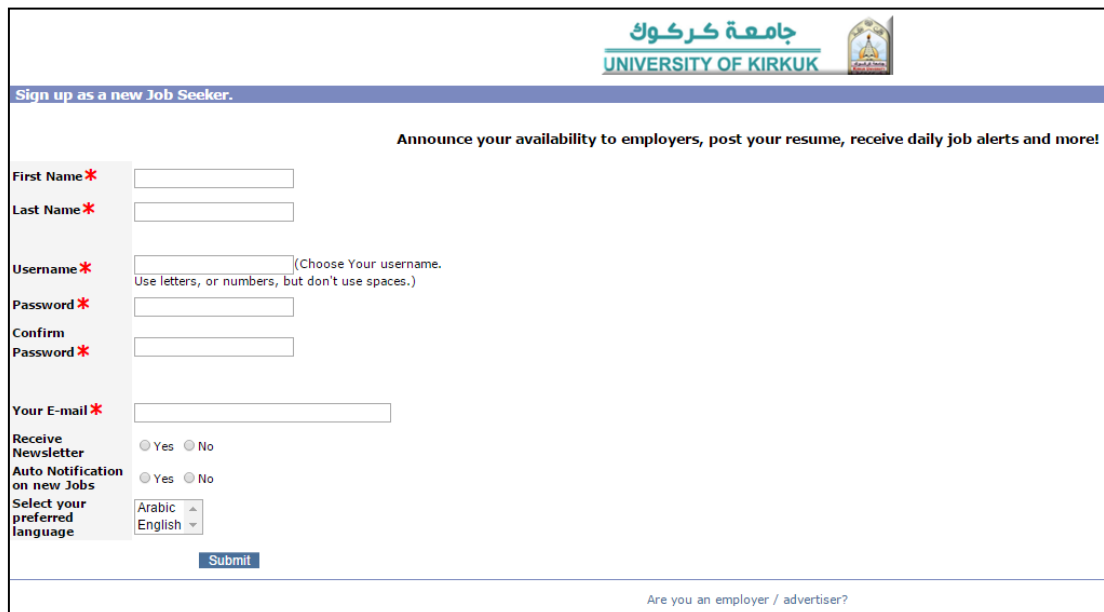 جامعة كركوك
UNIVERSITY OF KIRKUK
Sign up as a new Job Seeker.
Announce your availability to employers, post your resume, receive daily job alerts and more!
First Name*
Last Name*
Username* (Choose Your username.
Use letters, or numbers, but don't use spaces.)
Password*
Confirm
Password*
Your E-mail*
Receive
Newsletter
Yes No
Auto Notification
on new Jobs
Yes No
Select your
preferred
language
Arabic
English
Submit
Are you an employer / advertiser?